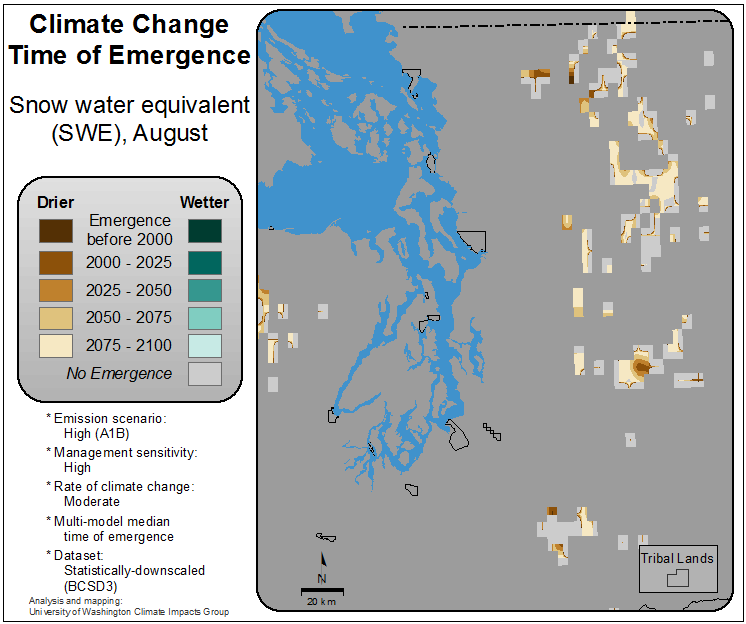 Climate Change
Time of Emergence
Snow water equivalent
(SWE), August
Drier Wetter
Emergence
before 2000
2000 - 2025
2025 - 2050
2050 - 2075
2075 - 2100
No Emergence
* Emission scenario:
High (A1B)
* Management sensitivity:
High
* Rate of climate change:
Moderate
* Multi-model median
time of emergence
* Dataset:
Statistically-downscaled
(BCSD3)
Analysis and mapping:
University of Washington Climate Impacts Group
N
20 km
Tribal Lands